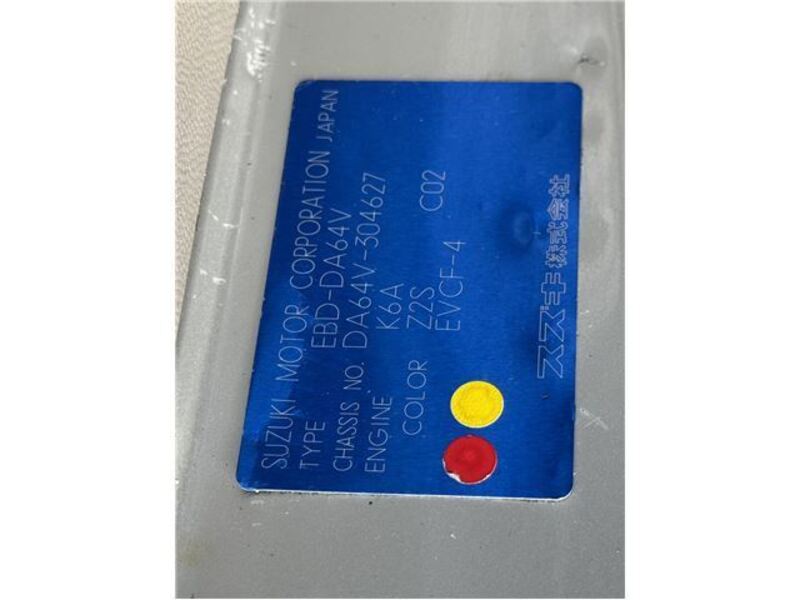 SUZUKI MOTOR CORPORATION JAPAN
TYPE EBD-DA64V
CHASSIS NO. DA64V-304627
ENGINE K6A
COLOR Z2S C02
EVCF-4
スズキ株式会社